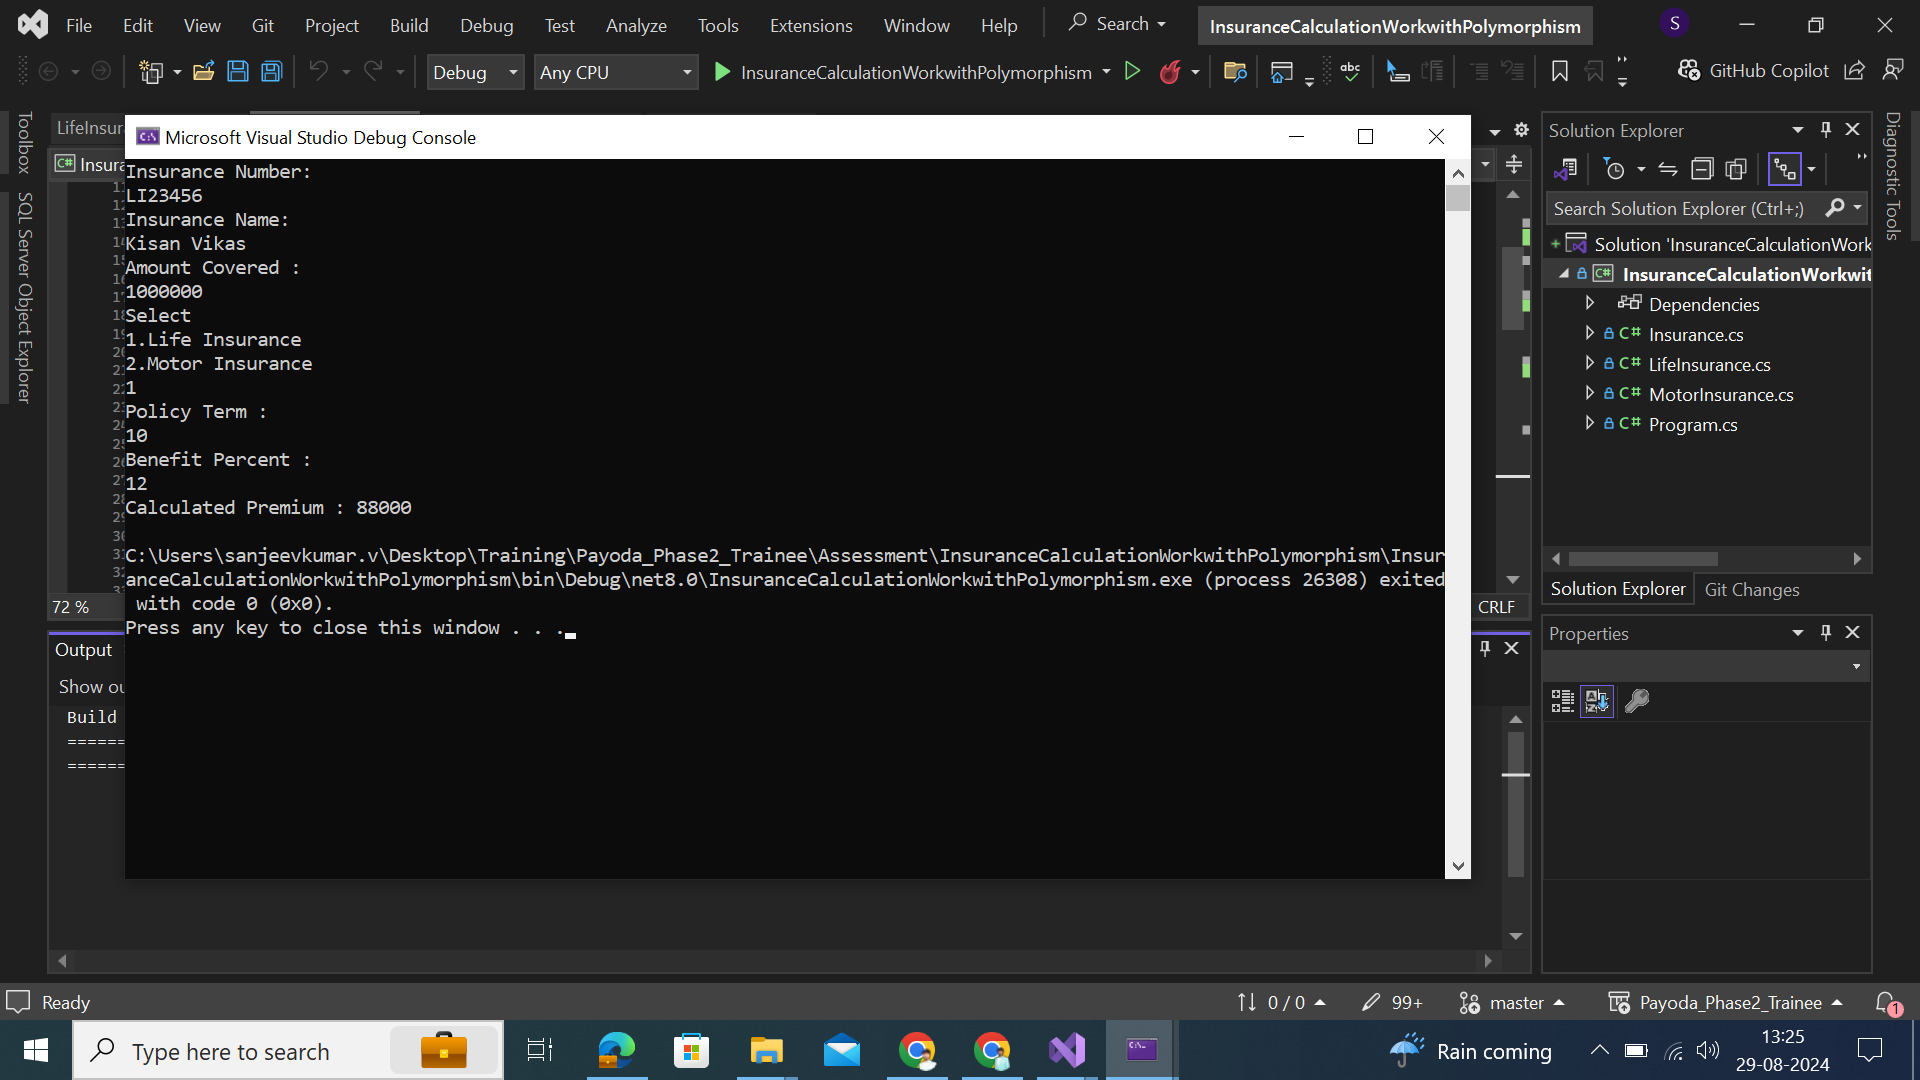 File Edit View Git Project Build Debug Test Analyze Tools Extensions Window Help Search InsuranceCalculationWorkwithPolymorphism S
Debug Any CPU InsuranceCalculationWorkwithPolymorphism abc GitHub Copilot
Toolbox
SQL Server Object Explorer
LifeInsur
C# Insura
Microsoft Visual Studio Debug Console
Insurance Number:
LI23456
Insurance Name:
Kisan Vikas
Amount Covered :
1000000
Select
1.Life Insurance
2.Motor Insurance
1
Policy Term :
10
Benefit Percent :
12
Calculated Premium : 88000
C:\Users\sanjeevkumar.v\Desktop\Training\Payoda_Phase2_Trainee\Assessment\InsuranceCalculationWorkwithPolymorphism\Insur
anceCalculationWorkwithPolymorphism\bin\Debug\net8.0\InsuranceCalculationWorkwithPolymorphism.exe (process 26308) exited
with code 0 (0x0).
Press any key to close this window . . .
72 %
CRLF
Output
Show ou
Build
=======
=======
Solution Explorer
Search Solution Explorer (Ctrl+;)
Solution 'InsuranceCalculationWork
C# InsuranceCalculationWorkwit
Dependencies
C# Insurance.cs
C# LifeInsurance.cs
C# MotorInsurance.cs
C# Program.cs
Solution Explorer Git Changes
Properties
Diagnostic Tools
Ready 0 / 0 99+ master Payoda_Phase2_Trainee 1
Type here to search
Rain coming
13:25
29-08-2024